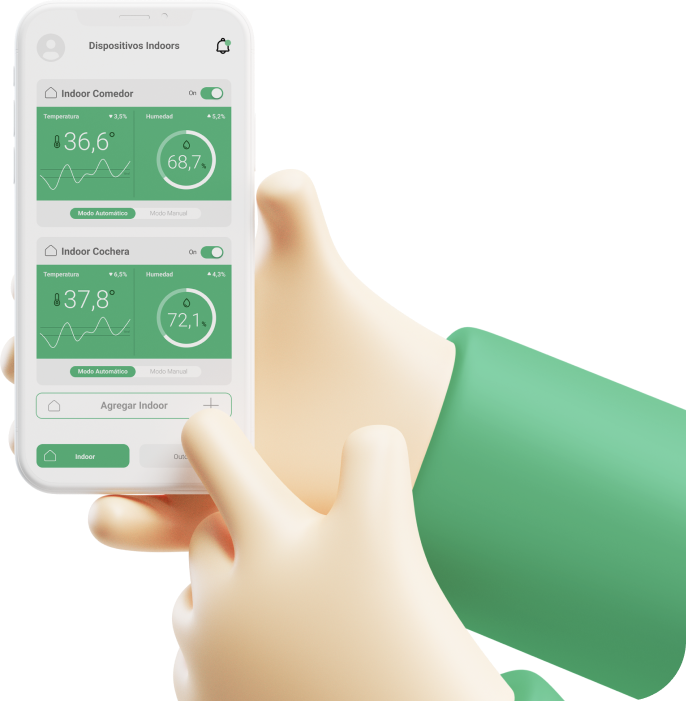 Dispositivos Indoors
Indoor Comedor
On
Temperatura ▼3,5% Humedad ▲5,2%
36,6° 68,7%
Modo Automático Modo Manual
Indoor Cochera
On
Temperatura ▼6,5% Humedad ▲4,3%
37,8° 72,1%
Modo Automático Modo Manual
Agregar Indoor
Indoor